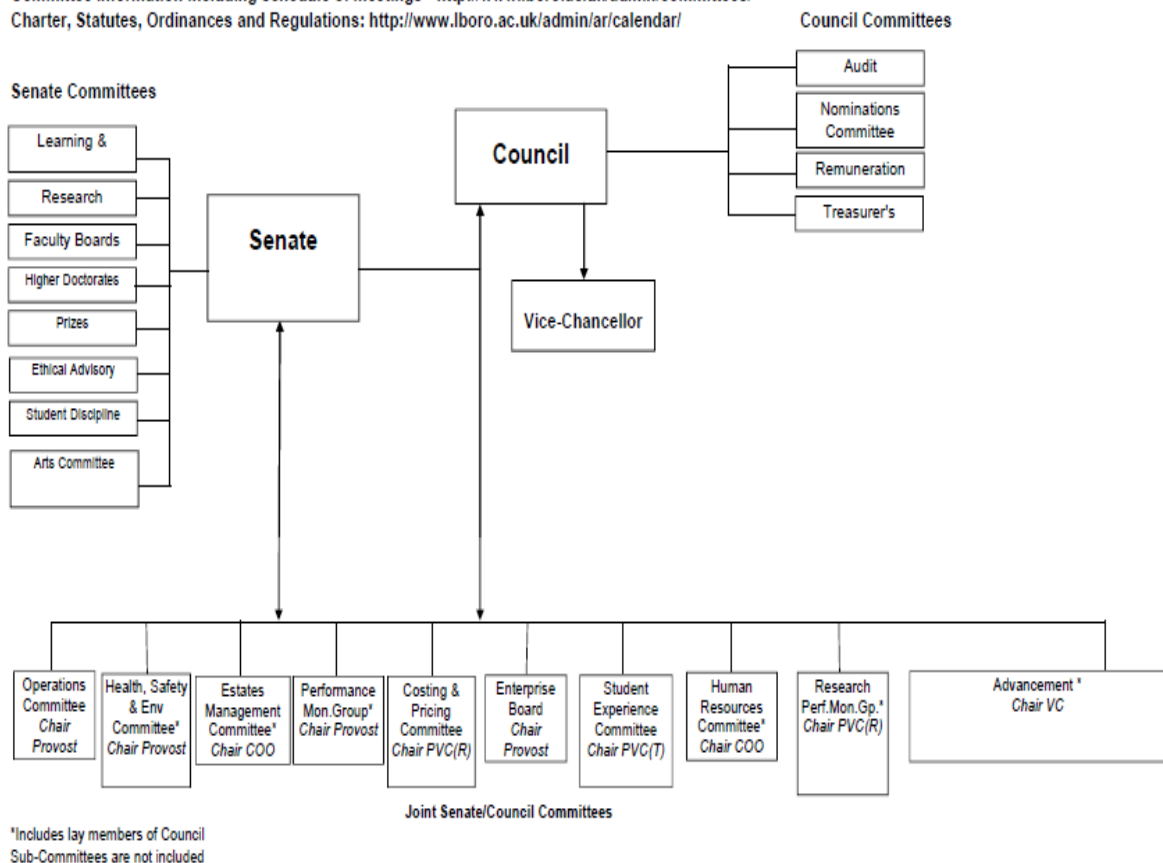 Charter, Statutes, Ordinances and Regulations: http://www.lboro.ac.uk/admin/ar/calendar/
Council Committees
Audit
Nominations
Committee
Remuneration
Treasurer's
Senate Committees
Learning &
Research
Faculty Boards
Higher Doctorates
Prizes
Ethical Advisory
Student Discipline
Arts Committee
Senate
Council
Vice-Chancellor
Operations
Committee
Chair
Provost
Health, Safety
& Env
Committee*
Chair Provost
Estates
Management
Committee*
Chair COO
Performance
Mon.Group*
Chair Provost
Costing &
Pricing
Committee
Chair PVC(R)
Enterprise
Board
Chair
Provost
Student
Experience
Committee
Chair PVC(T)
Human
Resources
Committee*
Chair COO
Research
Perf.Mon.Gp.*
Chair PVC(R)
Advancement *
Chair VC
Joint Senate/Council Committees
*Includes lay members of Council
Sub-Committees are not included